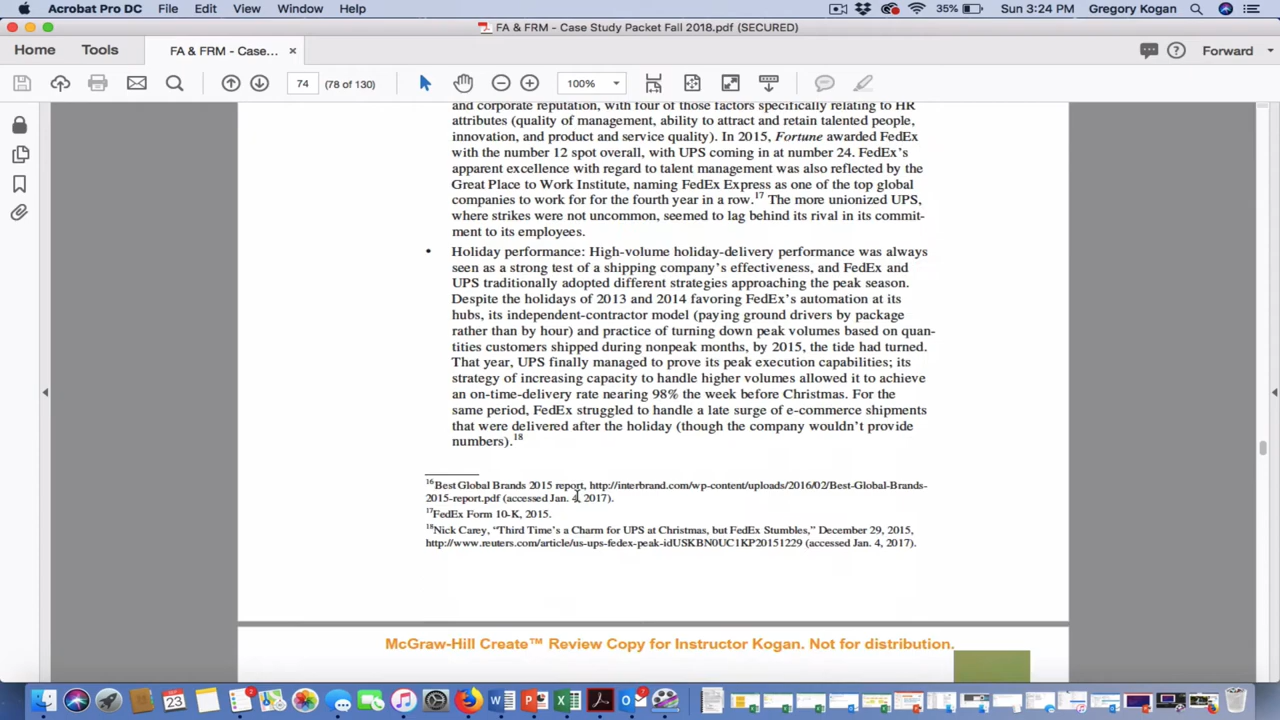 Acrobat Pro DC File Edit View Window Help 35% Sun 3:24 PM Gregory Kogan
FA & FRM - Case Study Packet Fall 2018.pdf (SECURED)
Home Tools FA & FRM - Case... × ? Forward
74 (78 of 130) 100%
and corporate reputation, with four of those factors specifically relating to HR
attributes (quality of management, ability to attract and retain talented people,
innovation, and product and service quality). In 2015, Fortune awarded FedEx
with the number 12 spot overall, with UPS coming in at number 24. FedEx's
apparent excellence with regard to talent management was also reflected by the
Great Place to Work Institute, naming FedEx Express as one of the top global
companies to work for for the fourth year in a row.17 The more unionized UPS,
where strikes were not uncommon, seemed to lag behind its rival in its commit-
ment to its employees.
• Holiday performance: High-volume holiday-delivery performance was always
seen as a strong test of a shipping company's effectiveness, and FedEx and
UPS traditionally adopted different strategies approaching the peak season.
Despite the holidays of 2013 and 2014 favoring FedEx's automation at its
hubs, its independent-contractor model (paying ground drivers by package
rather than by hour) and practice of turning down peak volumes based on quan-
tities customers shipped during nonpeak months, by 2015, the tide had turned.
That year, UPS finally managed to prove its peak execution capabilities; its
strategy of increasing capacity to handle higher volumes allowed it to achieve
an on-time-delivery rate nearing 98% the week before Christmas. For the
same period, FedEx struggled to handle a late surge of e-commerce shipments
that were delivered after the holiday (though the company wouldn't provide
numbers).18
16Best Global Brands 2015 report, http://interbrand.com/wp-content/uploads/2016/02/Best-Global-Brands-
2015-report.pdf (accessed Jan. 4, 2017).
17FedEx Form 10-K, 2015.
18Nick Carey, "Third Time's a Charm for UPS at Christmas, but FedEx Stumbles," December 29, 2015,
http://www.reuters.com/article/us-ups-fedex-peak-idUSKBN0UC1KP20151229 (accessed Jan. 4, 2017).
McGraw-Hill Create™ Review Copy for Instructor Kogan. Not for distribution.
23